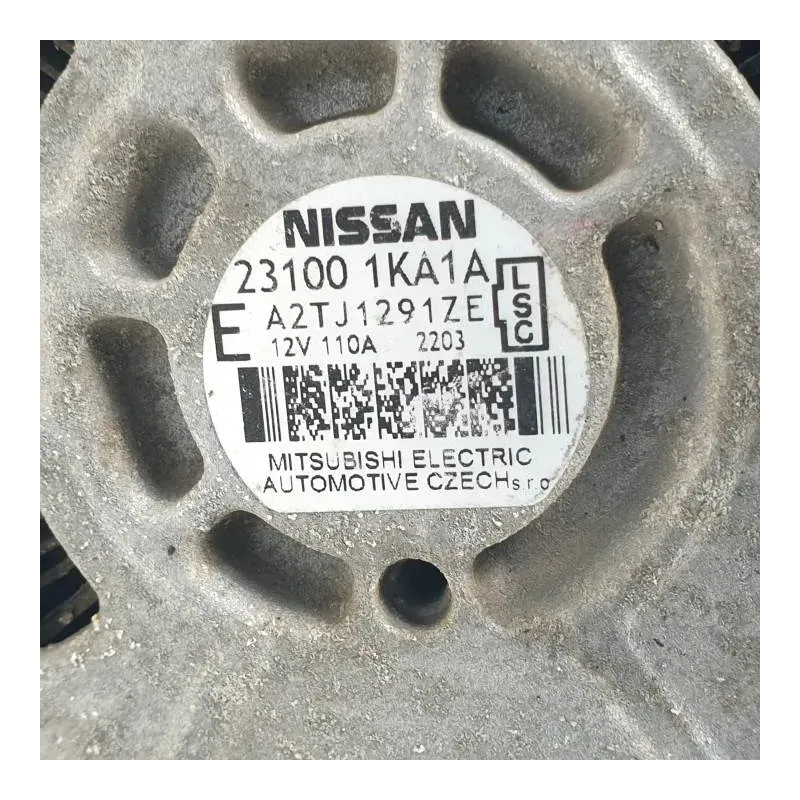 NISSAN
23100 1KA1A
E A2TJ1291ZE
12V 110A 2203
LSC
MITSUBISHI ELECTRIC
AUTOMOTIVE CZECH s.r.o